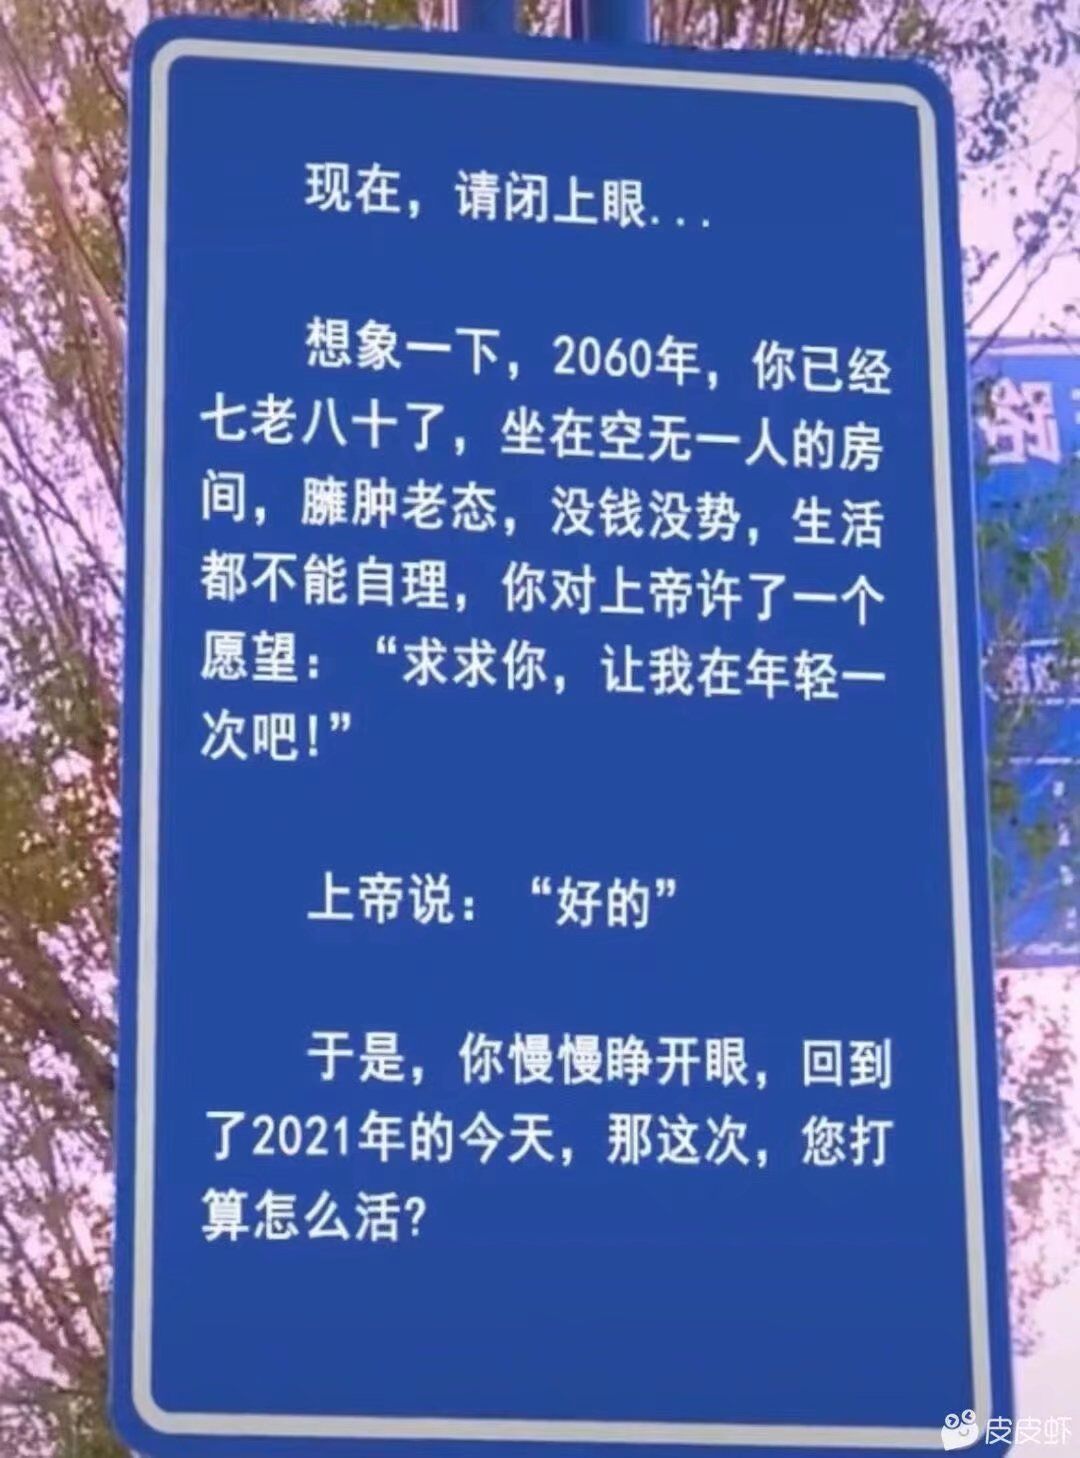 现在，请闭上眼...
想象一下，2060年，你已经
七老八十了，坐在空无一人的房
间，臃肿老态，没钱没势，生活
都不能自理，你对上帝许了一个
愿望：“求求你，让我在年轻一
次吧!”
上帝说：“好的”
于是，你慢慢睁开眼，回到
了2021年的今天，那这次，您打
算怎么活?
皮皮虾